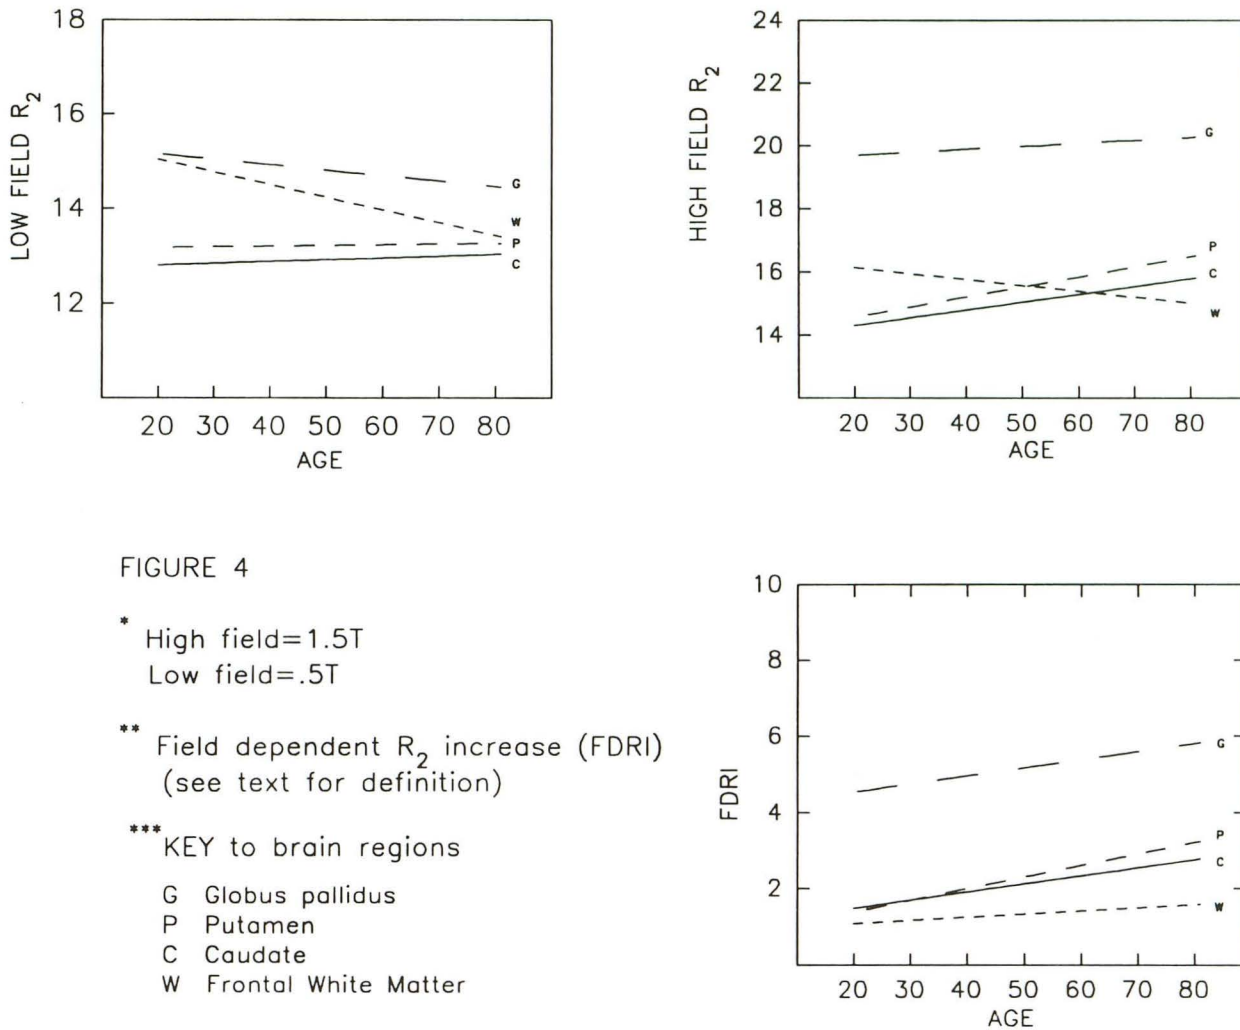 18
16
14
12
LOW FIELD R2
20 30 40 50 60 70 80
AGE
G
W
P
C
24
22
20
18
16
14
HIGH FIELD R2
20 30 40 50 60 70 80
AGE
G
P
C
W
FIGURE 4
* High field=1.5T
Low field=.5T
** Field dependent R2 increase (FDRI)
(see text for definition)
***KEY to brain regions
G Globus pallidus
P Putamen
C Caudate
W Frontal White Matter
10
8
6
4
2
FDRI
20 30 40 50 60 70 80
AGE
G
P
C
W